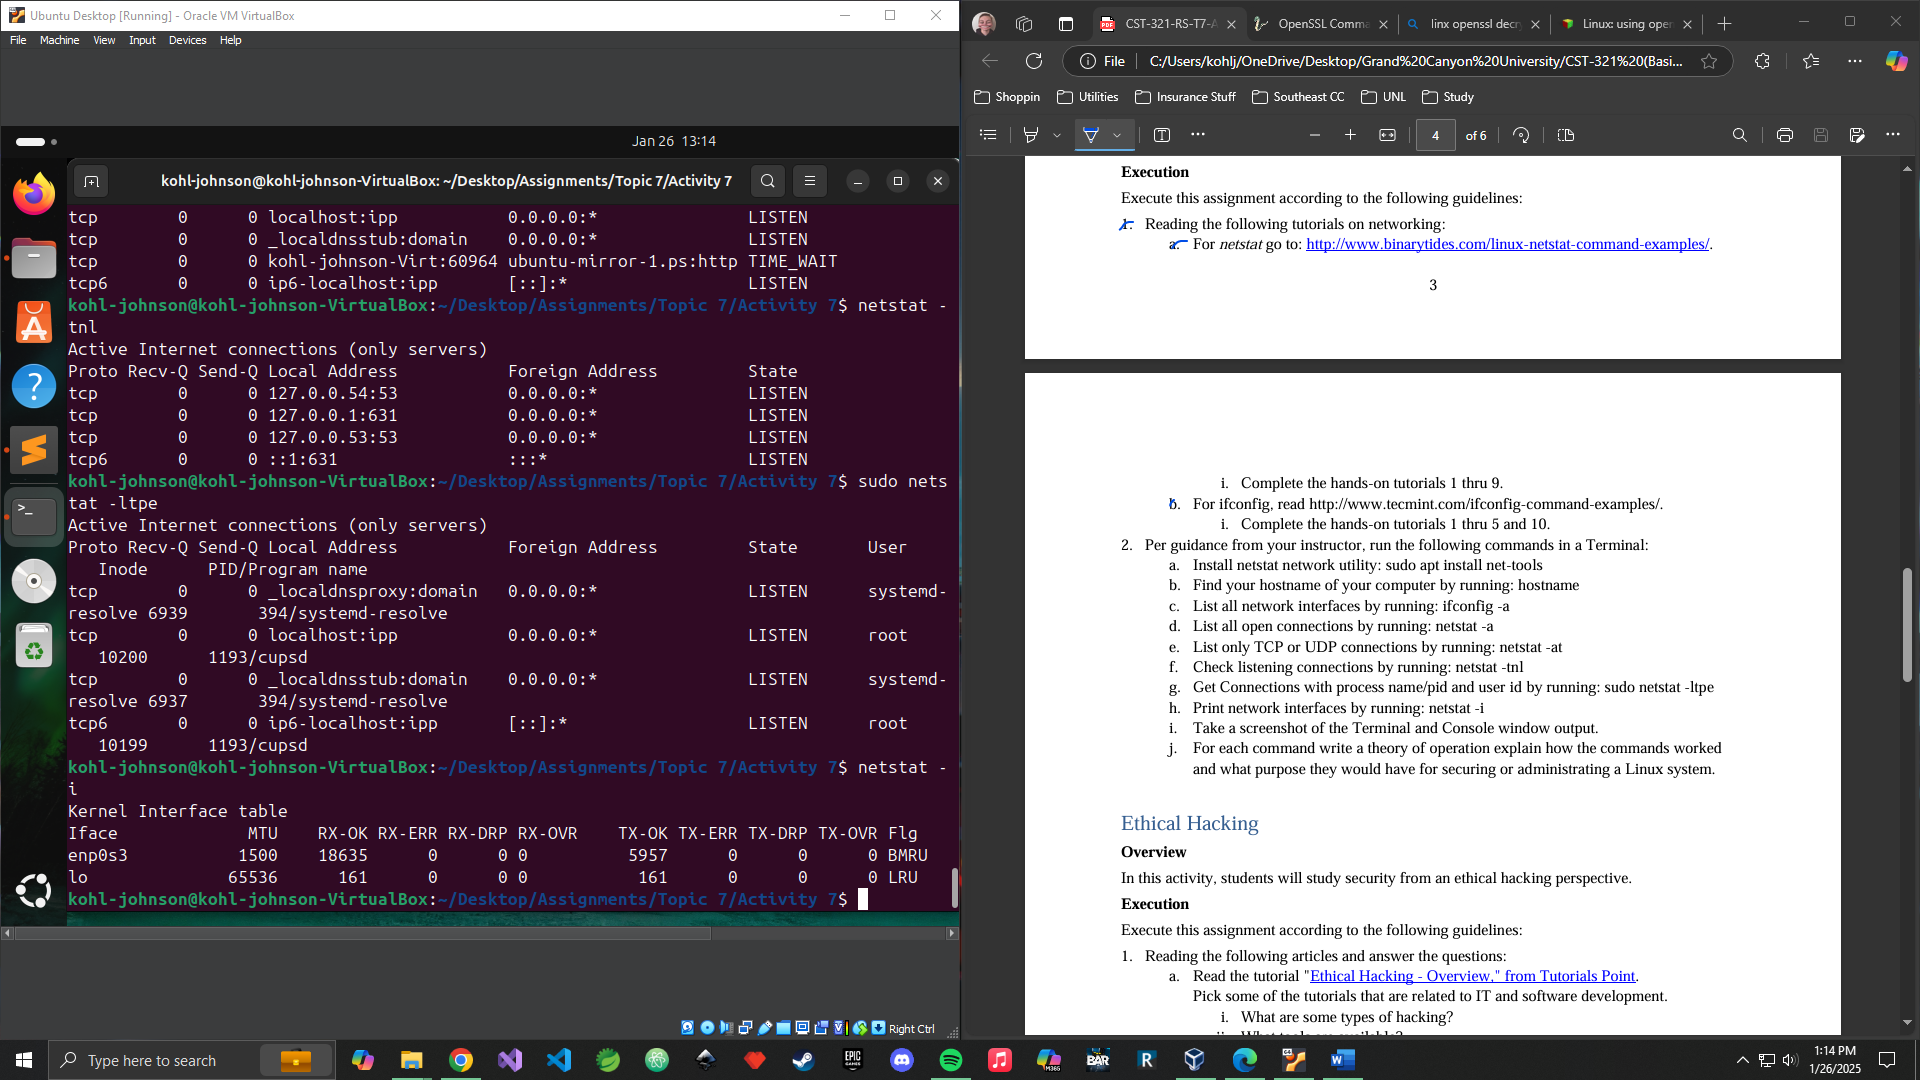 Ubuntu Desktop [Running] - Oracle VM VirtualBox
File Machine View Input Devices Help
Jan 26 13:14
kohl-johnson@kohl-johnson-VirtualBox: ~/Desktop/Assignments/Topic 7/Activity 7
tcp 0 0 localhost:ipp 0.0.0.0:* LISTEN
tcp 0 0 _localdnsstub:domain 0.0.0.0:* LISTEN
tcp 0 0 kohl-johnson-Virt:60964 ubuntu-mirror-1.ps:http TIME_WAIT
tcp6 0 0 ip6-localhost:ipp [::]:* LISTEN
kohl-johnson@kohl-johnson-VirtualBox:~/Desktop/Assignments/Topic 7/Activity 7$ netstat -
tnl
Active Internet connections (only servers)
Proto Recv-Q Send-Q Local Address Foreign Address State
tcp 0 0 127.0.0.54:53 0.0.0.0:* LISTEN
tcp 0 0 127.0.0.1:631 0.0.0.0:* LISTEN
tcp 0 0 127.0.0.53:53 0.0.0.0:* LISTEN
tcp6 0 0 ::1:631 :::* LISTEN
kohl-johnson@kohl-johnson-VirtualBox:~/Desktop/Assignments/Topic 7/Activity 7$ sudo nets
tat -ltpe
Active Internet connections (only servers)
Proto Recv-Q Send-Q Local Address Foreign Address State User
Inode PID/Program name
tcp 0 0 _localdnsproxy:domain 0.0.0.0:* LISTEN systemd-
resolve 6939 394/systemd-resolve
tcp 0 0 localhost:ipp 0.0.0.0:* LISTEN root
10200 1193/cupsd
tcp 0 0 _localdnsstub:domain 0.0.0.0:* LISTEN systemd-
resolve 6937 394/systemd-resolve
tcp6 0 0 ip6-localhost:ipp [::]:* LISTEN root
10199 1193/cupsd
kohl-johnson@kohl-johnson-VirtualBox:~/Desktop/Assignments/Topic 7/Activity 7$ netstat -
i
Kernel Interface table
Iface MTU RX-OK RX-ERR RX-DRP RX-OVR TX-OK TX-ERR TX-DRP TX-OVR Flg
enp0s3 1500 18635 0 0 0 5957 0 0 0 BMRU
lo 65536 161 0 0 0 161 0 0 0 LRU
kohl-johnson@kohl-johnson-VirtualBox:~/Desktop/Assignments/Topic 7/Activity 7$
Right Ctrl
CST-321-RS-T7-A
OpenSSL Comma
linx openssl decry
Linux: using open
File C:/Users/kohlj/OneDrive/Desktop/Grand%20Canyon%20University/CST-321%20(Basi...
Shoppin Utilities Insurance Stuff Southeast CC UNL Study
4 of 6
Execution
Execute this assignment according to the following guidelines:
1. Reading the following tutorials on networking:
a. For netstat go to: http://www.binarytides.com/linux-netstat-command-examples/.
3
i. Complete the hands-on tutorials 1 thru 9.
b. For ifconfig, read http://www.tecmint.com/ifconfig-command-examples/.
i. Complete the hands-on tutorials 1 thru 5 and 10.
2. Per guidance from your instructor, run the following commands in a Terminal:
a. Install netstat network utility: sudo apt install net-tools
b. Find your hostname of your computer by running: hostname
c. List all network interfaces by running: ifconfig -a
d. List all open connections by running: netstat -a
e. List only TCP or UDP connections by running: netstat -at
f. Check listening connections by running: netstat -tnl
g. Get Connections with process name/pid and user id by running: sudo netstat -ltpe
h. Print network interfaces by running: netstat -i
i. Take a screenshot of the Terminal and Console window output.
j. For each command write a theory of operation explain how the commands worked
and what purpose they would have for securing or administrating a Linux system.
Ethical Hacking
Overview
In this activity, students will study security from an ethical hacking perspective.
Execution
Execute this assignment according to the following guidelines:
1. Reading the following articles and answer the questions:
a. Read the tutorial "Ethical Hacking - Overview," from Tutorials Point.
Pick some of the tutorials that are related to IT and software development.
i. What are some types of hacking?
Type here to search
1:14 PM
1/26/2025